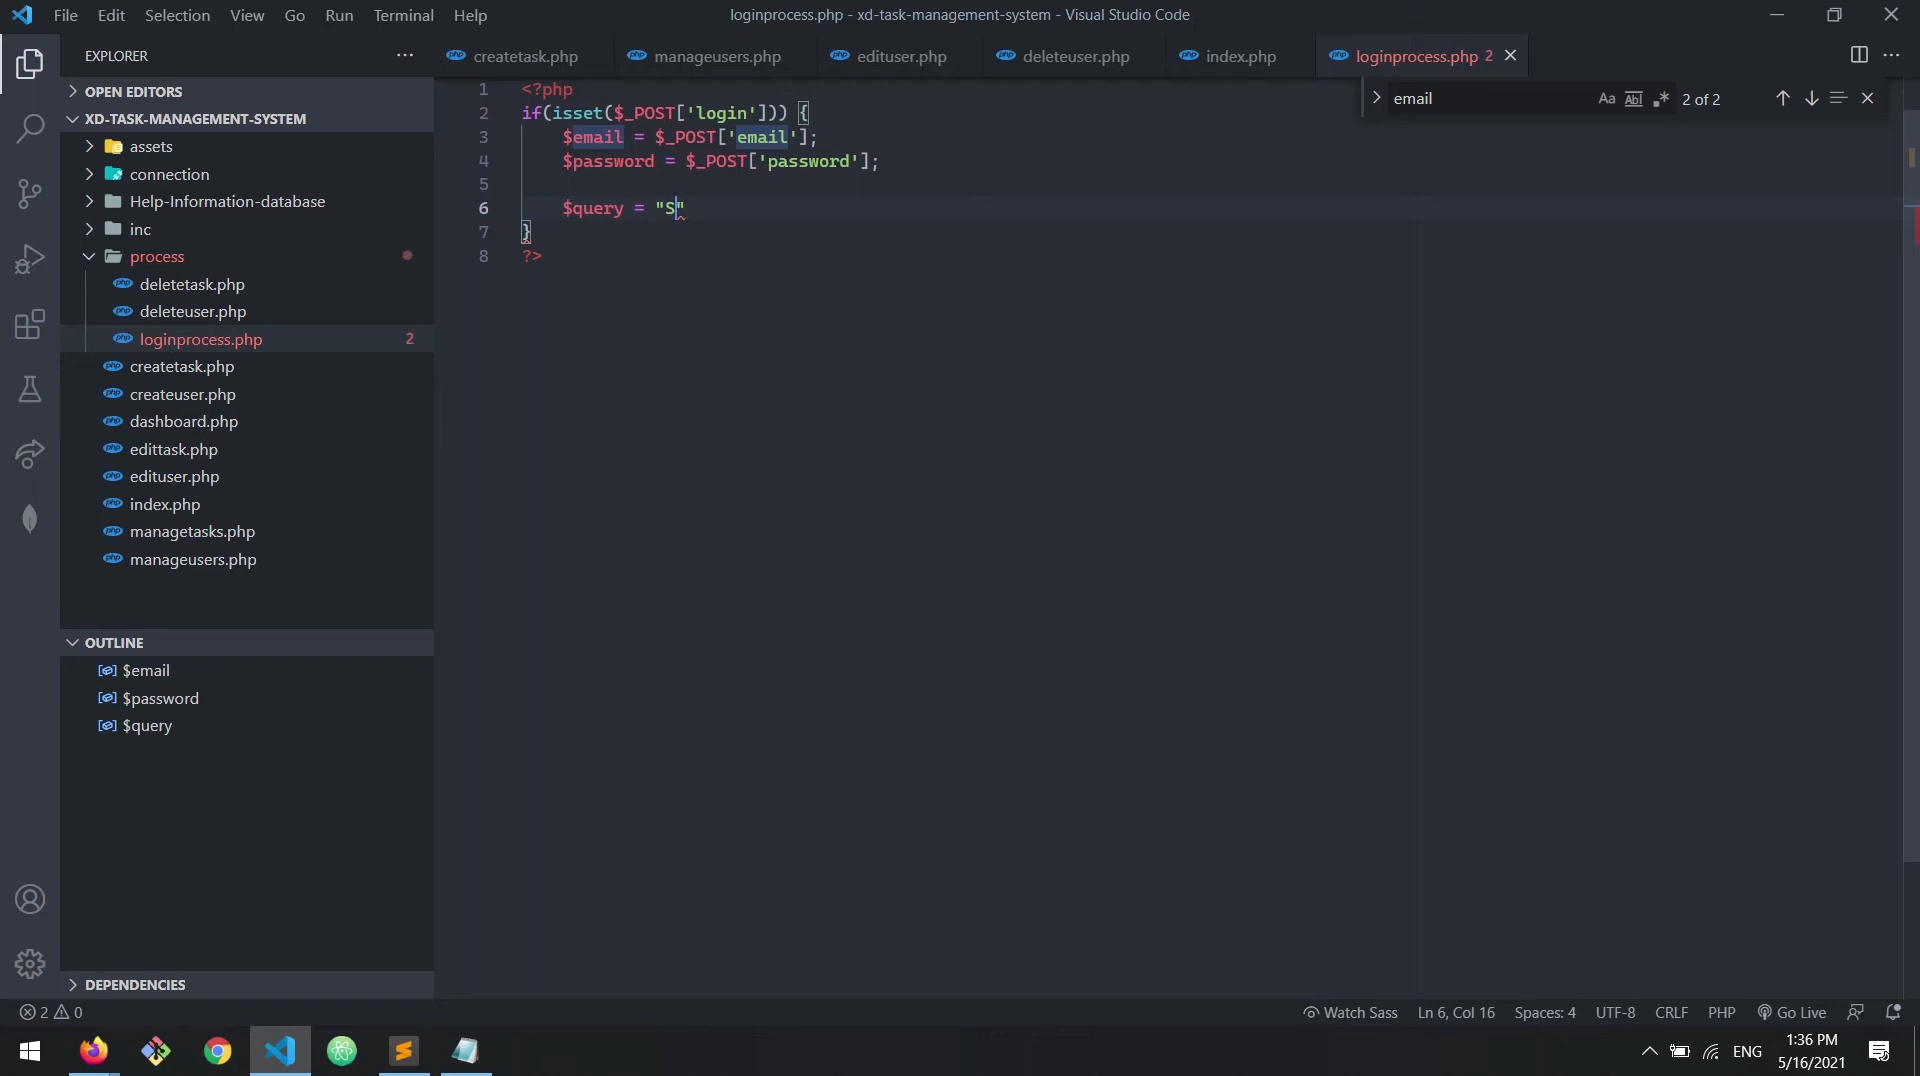 File Edit Selection View Go Run Terminal Help
loginprocess.php - xd-task-management-system - Visual Studio Code
EXPLORER
OPEN EDITORS
XD-TASK-MANAGEMENT-SYSTEM
assets
connection
Help-Information-database
inc
process
deletetask.php
deleteuser.php
loginprocess.php 2
createtask.php
createuser.php
dashboard.php
edittask.php
edituser.php
index.php
managetasks.php
manageusers.php
OUTLINE
$email
$password
$query
DEPENDENCIES
createtask.php manageusers.php edituser.php deleteuser.php index.php loginprocess.php 2
email Aa Abl .* 2 of 2
1 <?php
2 if(isset($_POST['login'])) {
3 $email = $_POST['email'];
4 $password = $_POST['password'];
5
6 $query = "S"
7 }
8 ?>
2 0 Watch Sass Ln 6, Col 16 Spaces: 4 UTF-8 CRLF PHP Go Live
ENG 1:36 PM
5/16/2021